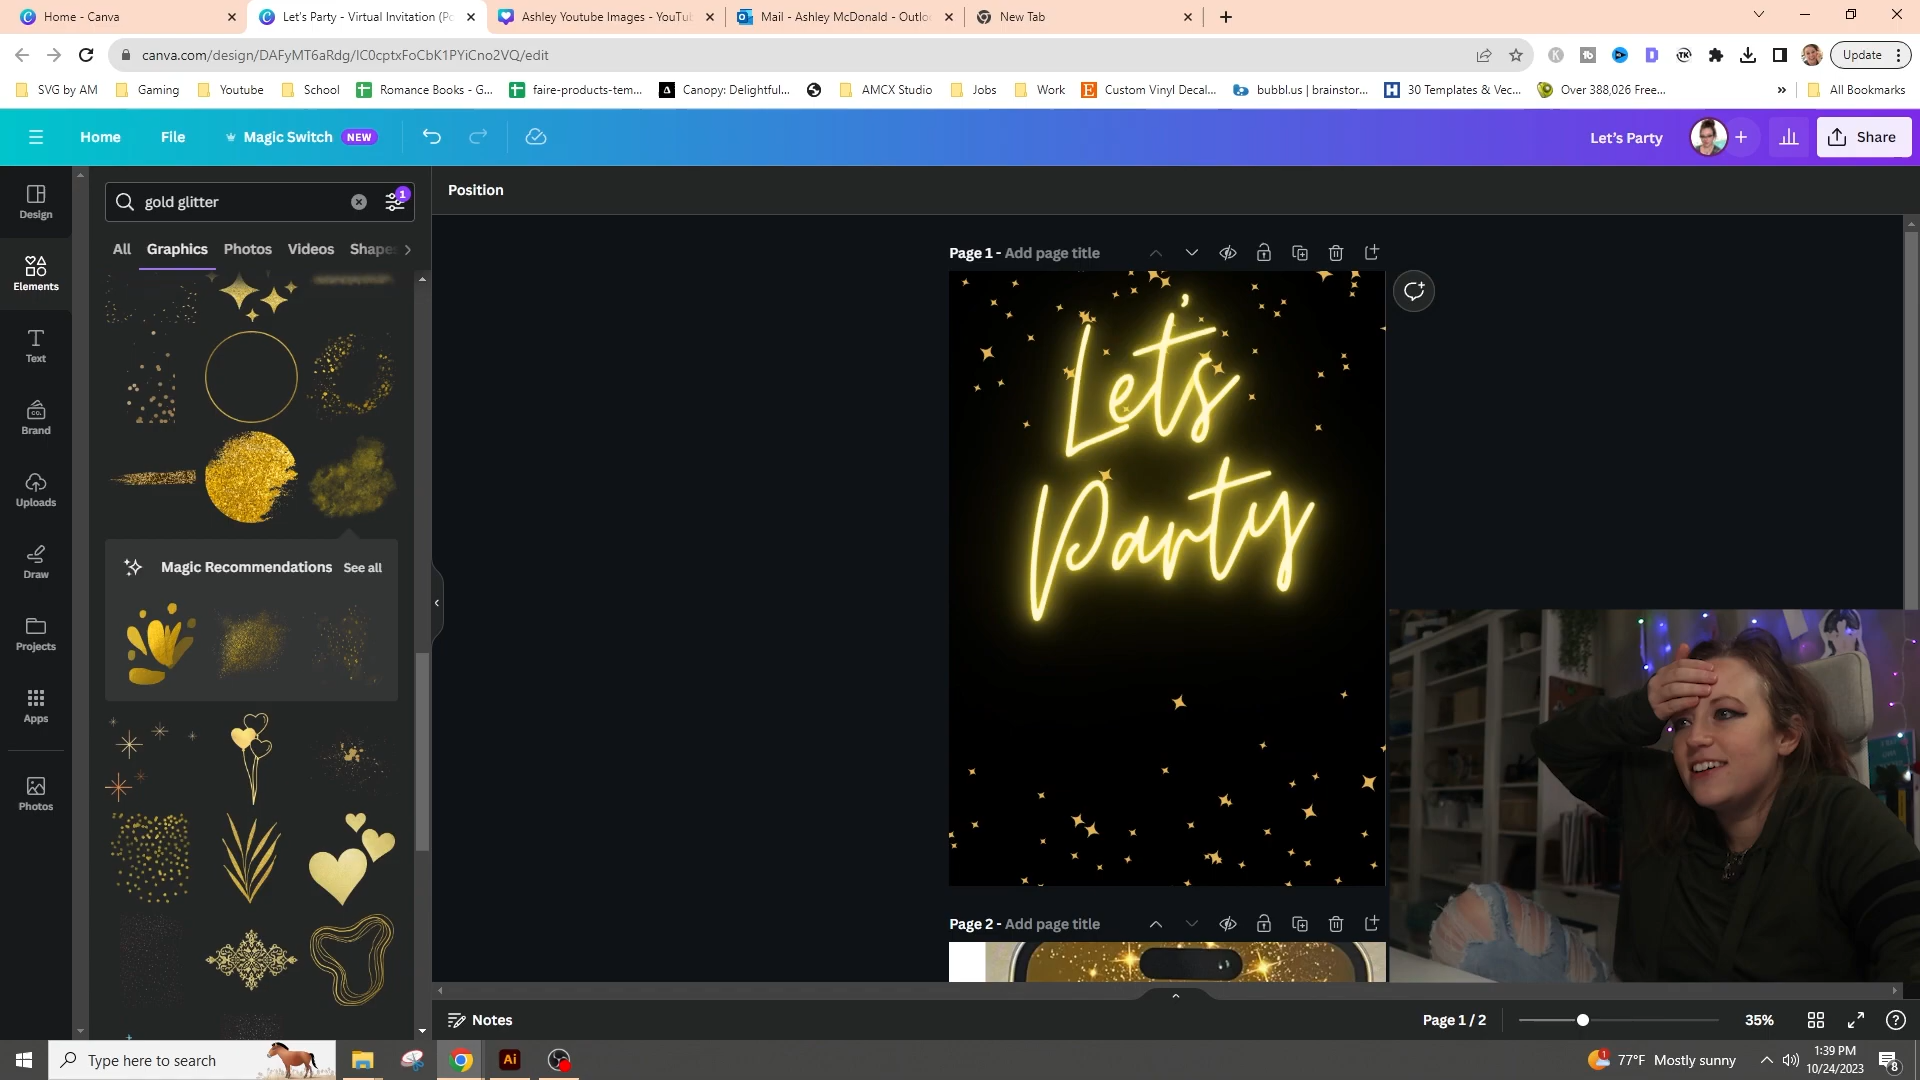 Home - Canva
Let's Party - Virtual Invitation (Po
Ashley Youtube Images - YouTu
Mail - Ashley McDonald - Outlo
New Tab
canva.com/design/DAFyMT6aRdg/IC0cptxFoCbK1PYiCno2VQ/edit
Update
SVG by AM
Gaming
Youtube
School
Romance Books - G...
faire-products-tem...
Canopy: Delightful...
AMCX Studio
Jobs
Work
Custom Vinyl Decal...
bubbl.us | brainstor...
30 Templates & Vec...
Over 388,026 Free...
All Bookmarks
Home
File
Magic Switch NEW
Let's Party
Share
Design
Elements
Text
Brand
Uploads
Draw
Projects
Apps
Photos
gold glitter
1
All
Graphics
Photos
Videos
Shapes
Magic Recommendations
See all
Position
Page 1 - Add page title
Let's
Party
Page 2 - Add page title
Notes
Page 1 / 2
35%
Type here to search
77°F Mostly sunny
1:39 PM
10/24/2023
8